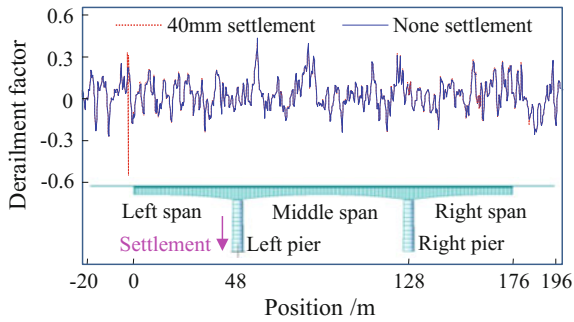 40mm settlement None settlement
Derailment factor
0.6
0.3
0
-0.3
-0.6
Left span Middle span Right span
Settlement Left pier Right pier
-20 0 48 128 176 196
Position /m